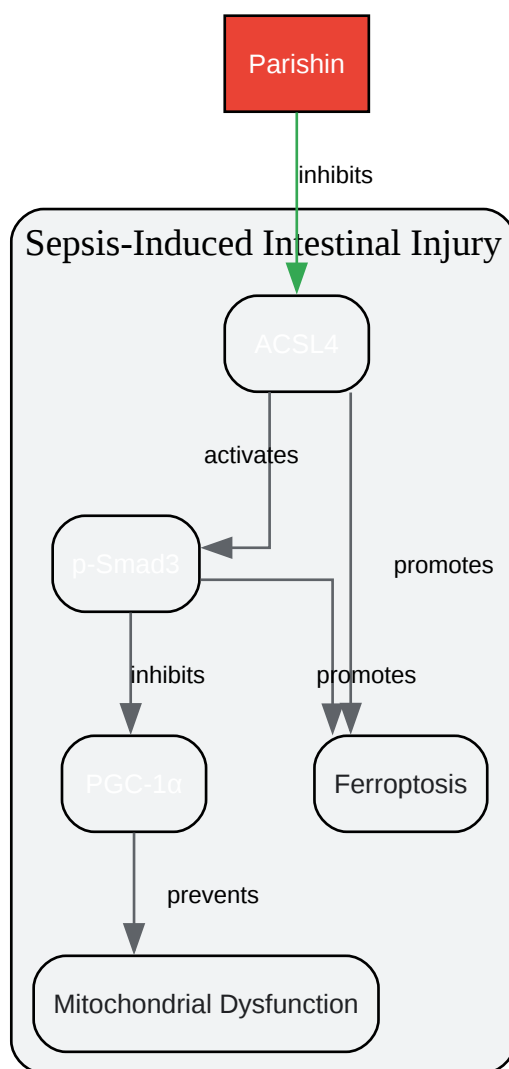 Parishin
inhibits
Sepsis-Induced Intestinal Injury
ACSL4
activates
p-Smad3
promotes
inhibits
promotes
PGC-1α
Ferroptosis
prevents
Mitochondrial Dysfunction